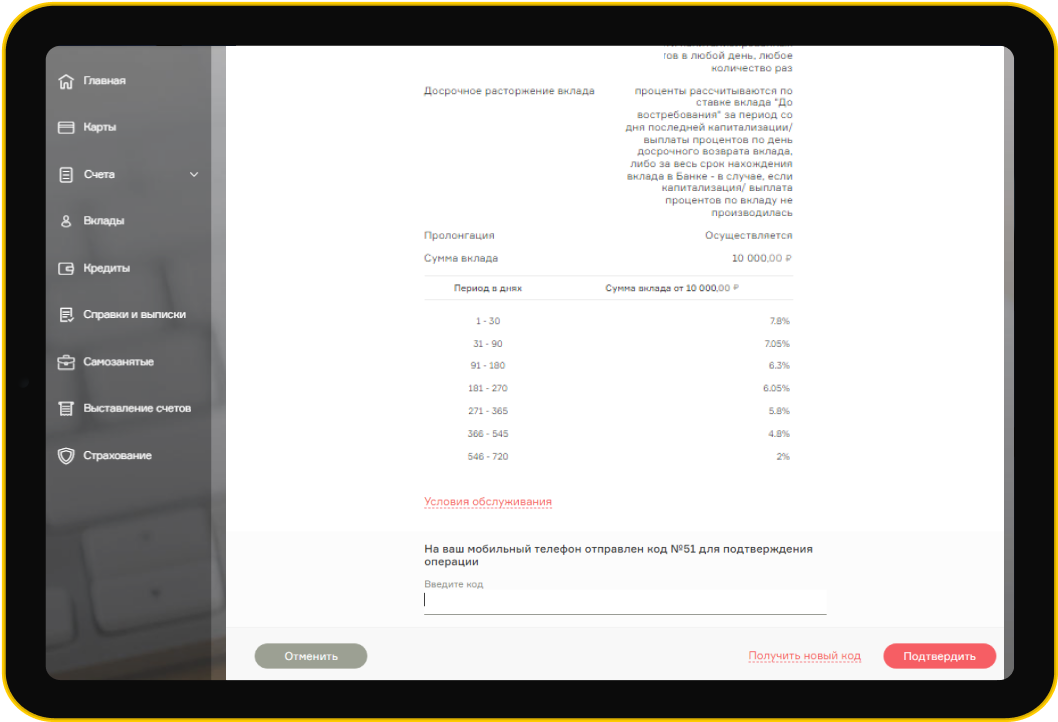 Главная
Карты
Счета
Вклады
Кредиты
Справки и выписки
Самозанятые
Выставление счетов
Страхование
тов в любой день, любое
количество раз
Досрочное расторжение вклада
проценты рассчитываются по
ставке вклада "До
востребования" за период со
дня последней капитализации/
выплаты процентов по день
досрочного возврата вклада,
либо за весь срок нахождения
вклада в Банке - в случае, если
капитализация/ выплата
процентов по вкладу не
производилась
Пролонгация Осуществляется
Сумма вклада 10 000,00 ₽
Период в днях Сумма вклада от 10 000,00 ₽
1 - 30 7.8%
31 - 90 7.05%
91 - 180 6.3%
181 - 270 6.05%
271 - 365 5.8%
366 - 545 4.8%
546 - 720 2%
Условия обслуживания
На ваш мобильный телефон отправлен код №51 для подтверждения
операции
Введите код
Отменить Получить новый код Подтвердить